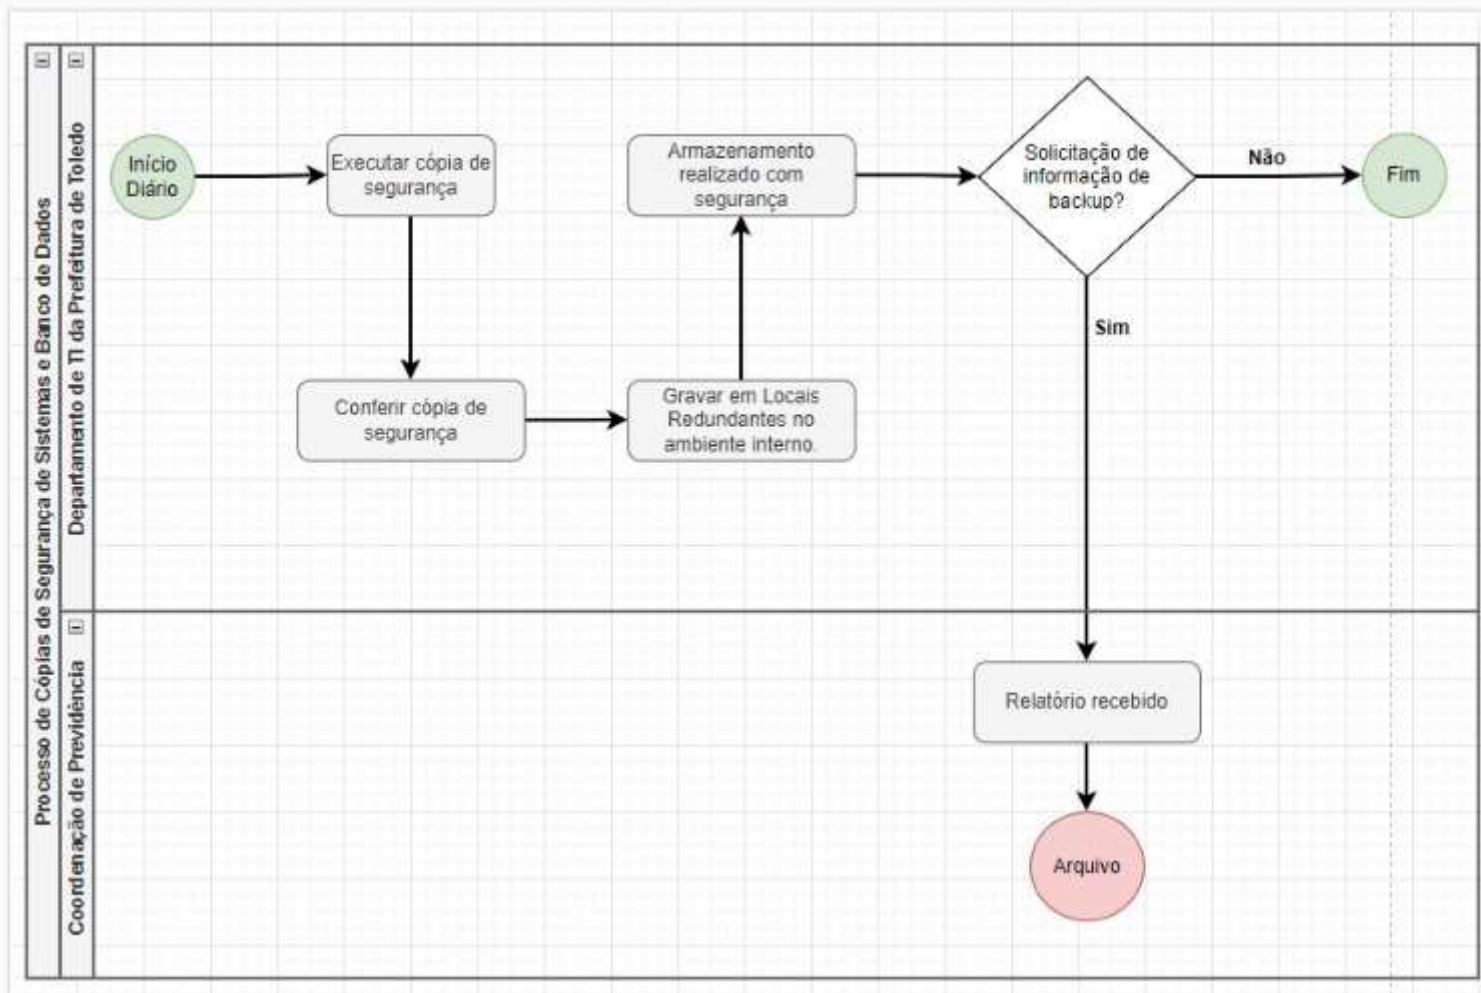 Processo de Cópias de Segurança de Sistemas e Banco de Dados
Departamento de TI da Prefeitura de Toledo
Início
Diário
Executar cópia de
segurança
Conferir cópia de
segurança
Gravar em Locais
Redundantes no
ambiente interno.
Armazenamento
realizado com
segurança
Solicitação de
informação de
backup?
Não
Fim
Sim
Coordenação de Previdência
Relatório recebido
Arquivo